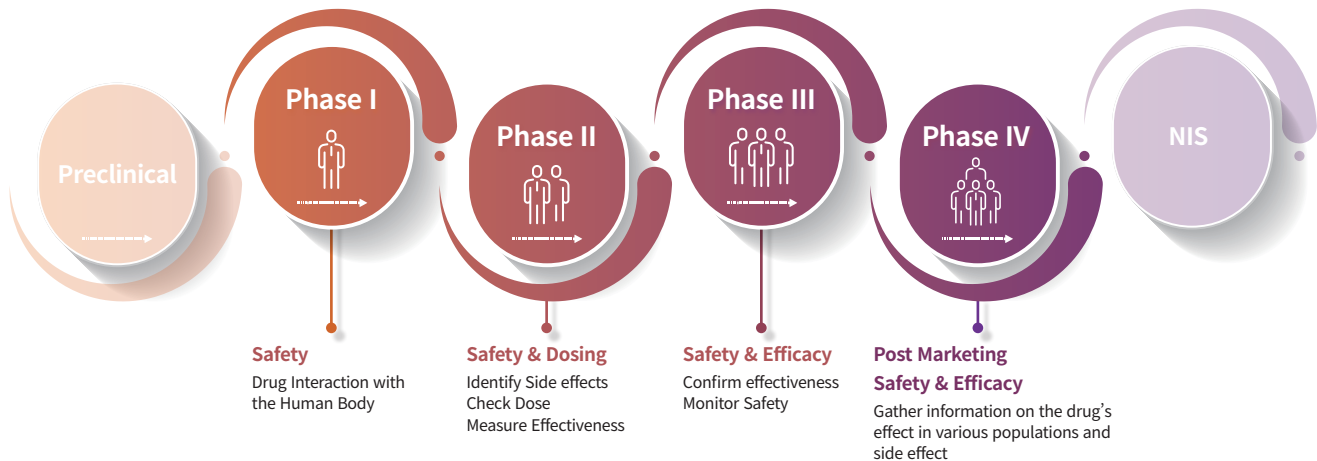 Preclinical
Phase I
Phase II
Phase III
Phase IV
NIS
Safety
Drug Interaction with
the Human Body
Safety & Dosing
Identify Side effects
Check Dose
Measure Effectiveness
Safety & Efficacy
Confirm effectiveness
Monitor Safety
Post Marketing
Safety & Efficacy
Gather information on the drug’s
effect in various populations and
side effect